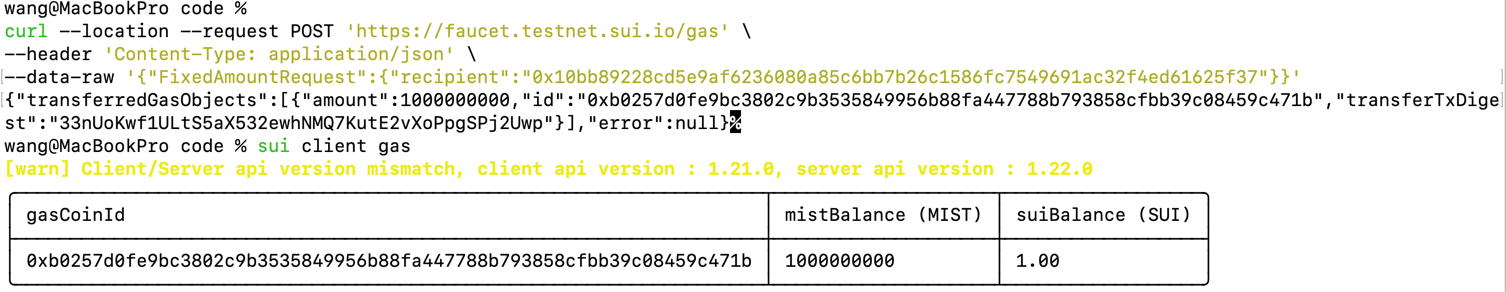 wang@MacBookPro code %
curl --location --request POST 'https://faucet.testnet.sui.io/gas' \
--header 'Content-Type: application/json' \
--data-raw '{"FixedAmountRequest":{"recipient":"0x10bb89228cd5e9af6236080a85c6bb7b26c1586fc7549691ac32f4ed61625f37"}}'
{"transferredGasObjects":[{"amount":1000000000,"id":"0xb0257d0fe9bc3802c9b3535849956b88fa447788b793858cfbb39c08459c471b","transferTxDige
st":"33nUoKwf1ULtS5aX532ewhNMQ7KutE2vXoPpgSPj2Uwp"}],"error":null}%
wang@MacBookPro code % sui client gas
[warn] Client/Server api version mismatch, client api version : 1.21.0, server api version : 1.22.0
gasCoinId mistBalance (MIST) suiBalance (SUI)
0xb0257d0fe9bc3802c9b3535849956b88fa447788b793858cfbb39c08459c471b 1000000000 1.00